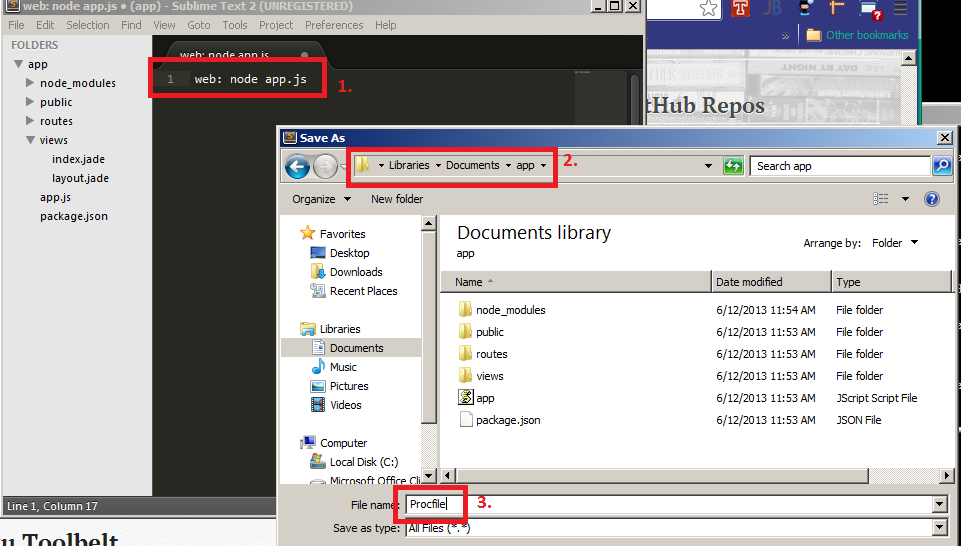 web: node app.js • (app) - Sublime Text 2 (UNREGISTERED)
File Edit Selection Find View Goto Tools Project Preferences Help
FOLDERS
app
node_modules
public
routes
views
index.jade
layout.jade
app.js
package.json
web: node app.js
1 web: node app.js
1.
» Other bookmarks
NIGHT BY DAY
tHub Repos
Save As
Libraries Documents app
2.
Search app
Organize New folder
Favorites
Desktop
Downloads
Recent Places
Libraries
Documents
Music
Pictures
Videos
Computer
Local Disk (C:)
Microsoft Office Cli
Documents library
app
Arrange by: Folder
Name Date modified Type
node_modules 6/12/2013 11:54 AM File folder
public 6/12/2013 11:53 AM File folder
routes 6/12/2013 11:53 AM File folder
views 6/12/2013 11:53 AM File folder
app 6/12/2013 11:53 AM JScript Script File
package.json 6/12/2013 11:52 AM JSON File
File name: Procfile
3.
Save as type: All Files (*.*)
Line 1, Column 17
u Toolbelt